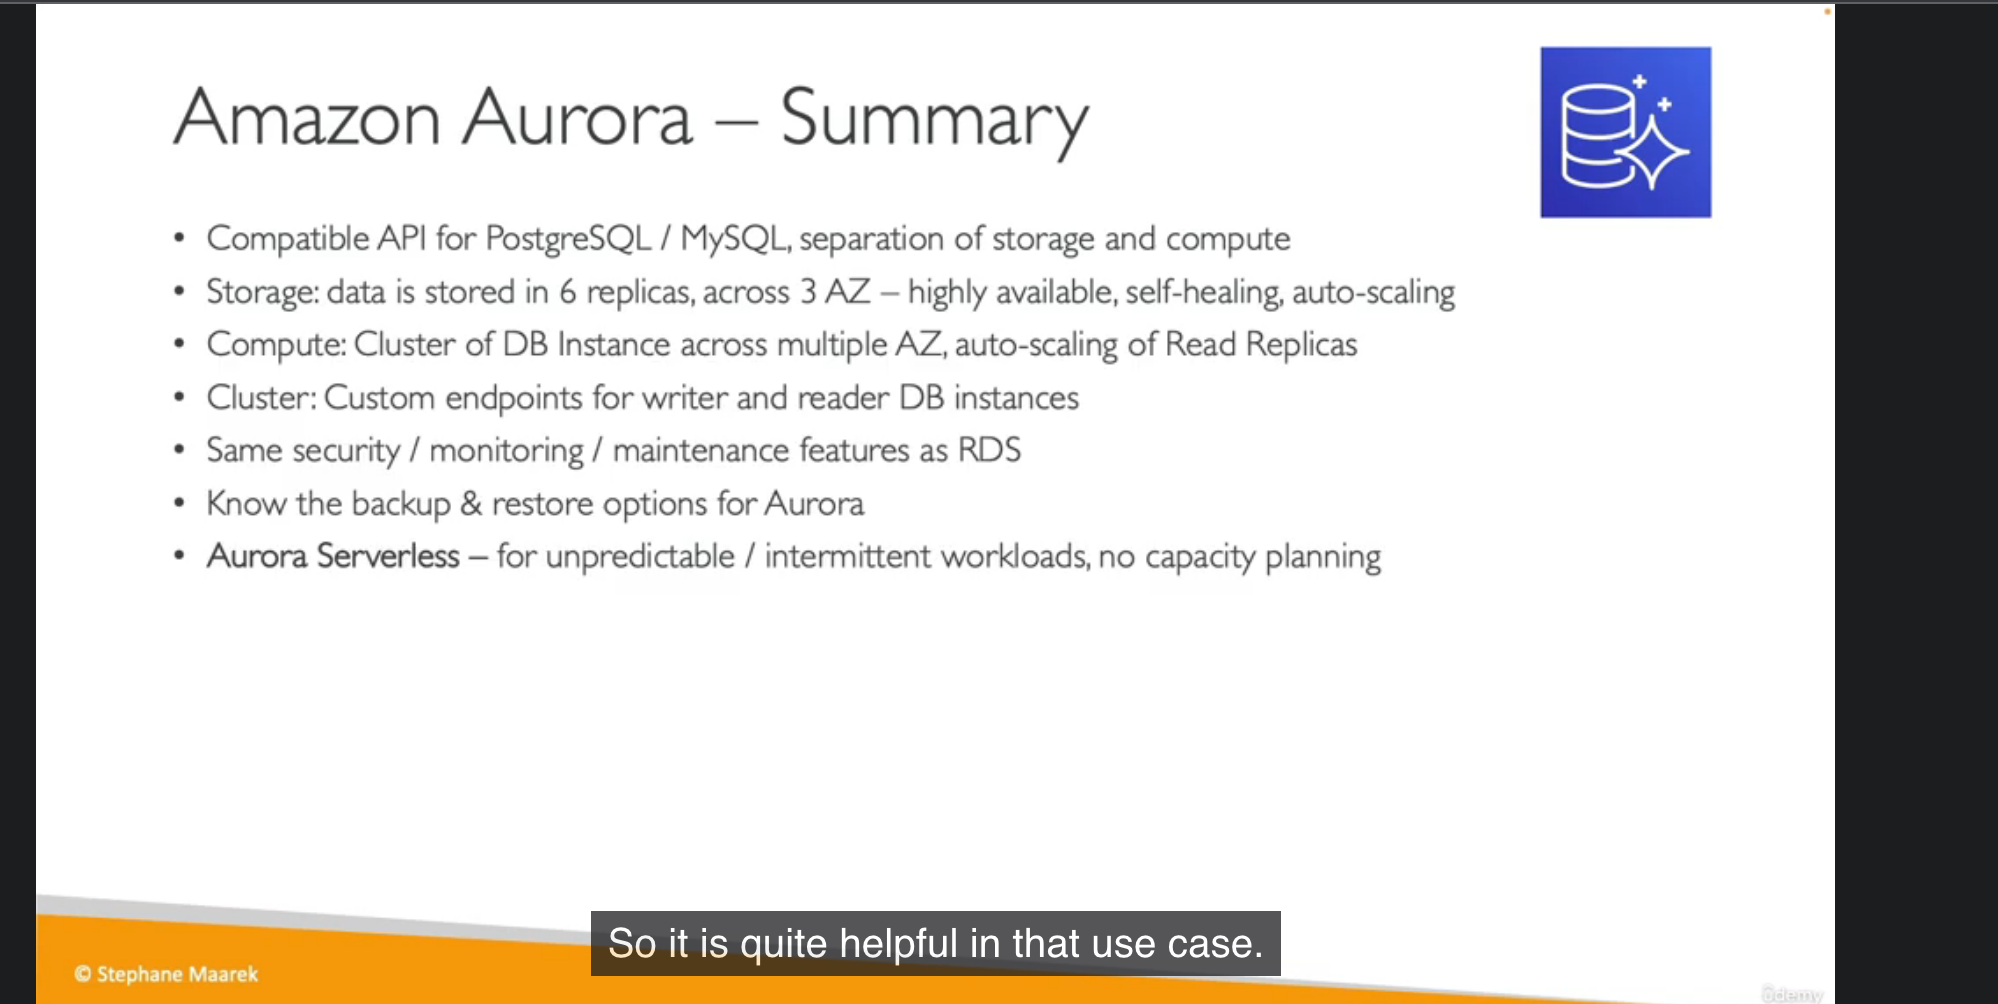 Amazon Aurora – Summary
• Compatible API for PostgreSQL / MySQL, separation of storage and compute
• Storage: data is stored in 6 replicas, across 3 AZ – highly available, self-healing, auto-scaling
• Compute: Cluster of DB Instance across multiple AZ, auto-scaling of Read Replicas
• Cluster: Custom endpoints for writer and reader DB instances
• Same security / monitoring / maintenance features as RDS
• Know the backup & restore options for Aurora
• Aurora Serverless – for unpredictable / intermittent workloads, no capacity planning
So it is quite helpful in that use case.
© Stephane Maarek
ûdemy